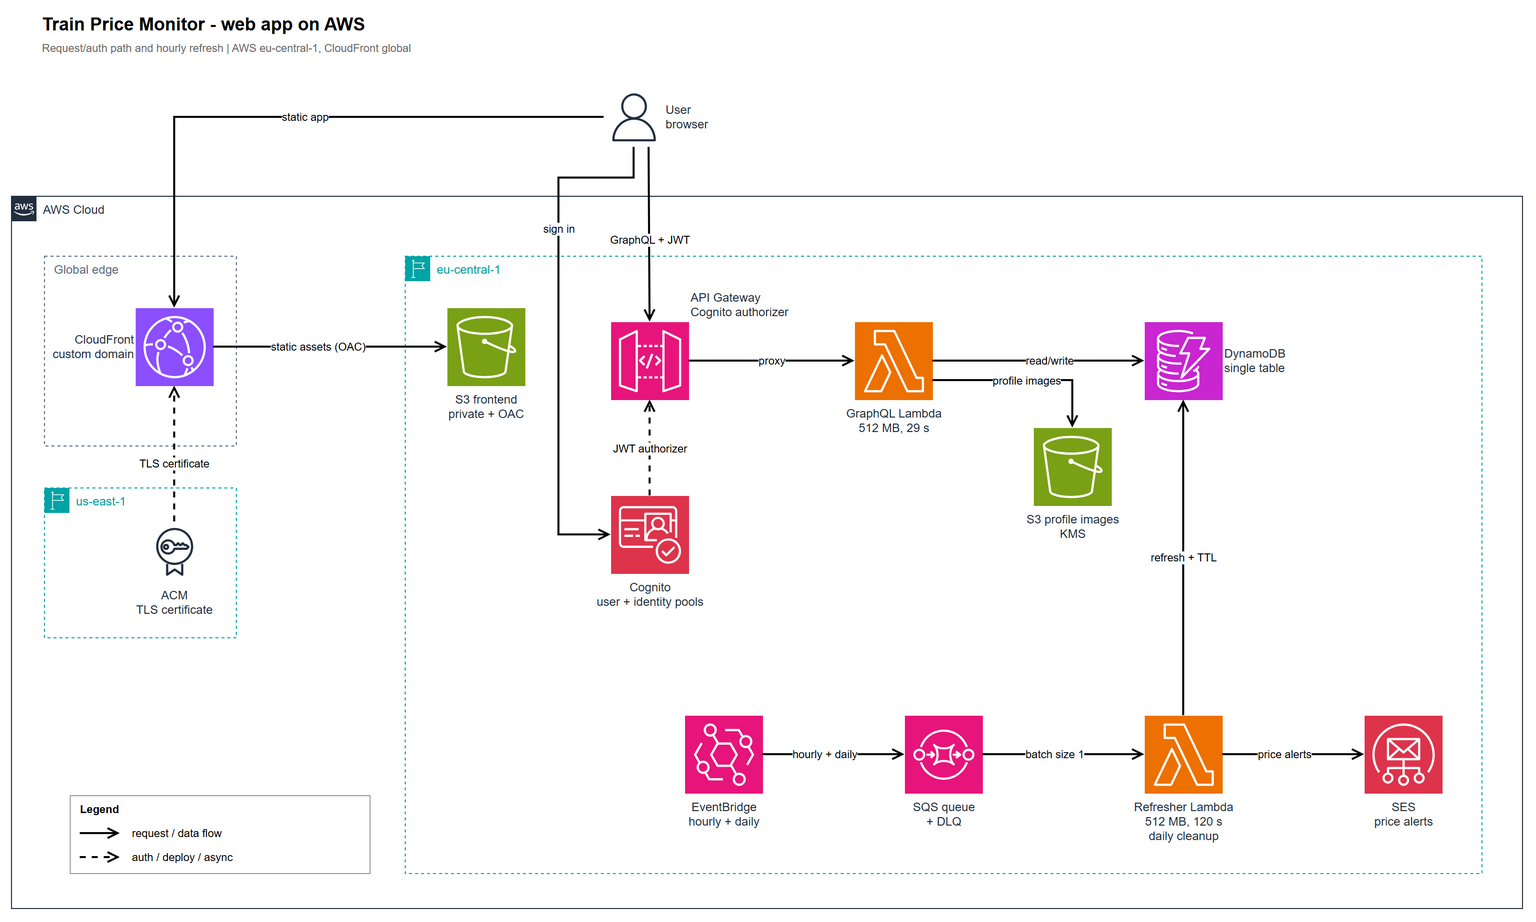 Train Price Monitor - web app on AWS
Request/auth path and hourly refresh | AWS eu-central-1, CloudFront global
User
browser
static app
aws
AWS Cloud
sign in
GraphQL + JWT
Global edge
eu-central-1
API Gateway
Cognito authorizer
CloudFront
custom domain
static assets (OAC)
proxy
read/write
DynamoDB
single table
profile images
S3 frontend
private + OAC
GraphQL Lambda
512 MB, 29 s
JWT authorizer
TLS certificate
us-east-1
S3 profile images
KMS
refresh + TTL
ACM
TLS certificate
Cognito
user + identity pools
hourly + daily
batch size 1
price alerts
EventBridge
hourly + daily
SQS queue
+ DLQ
Refresher Lambda
512 MB, 120 s
daily cleanup
SES
price alerts
Legend
request / data flow
auth / deploy / async